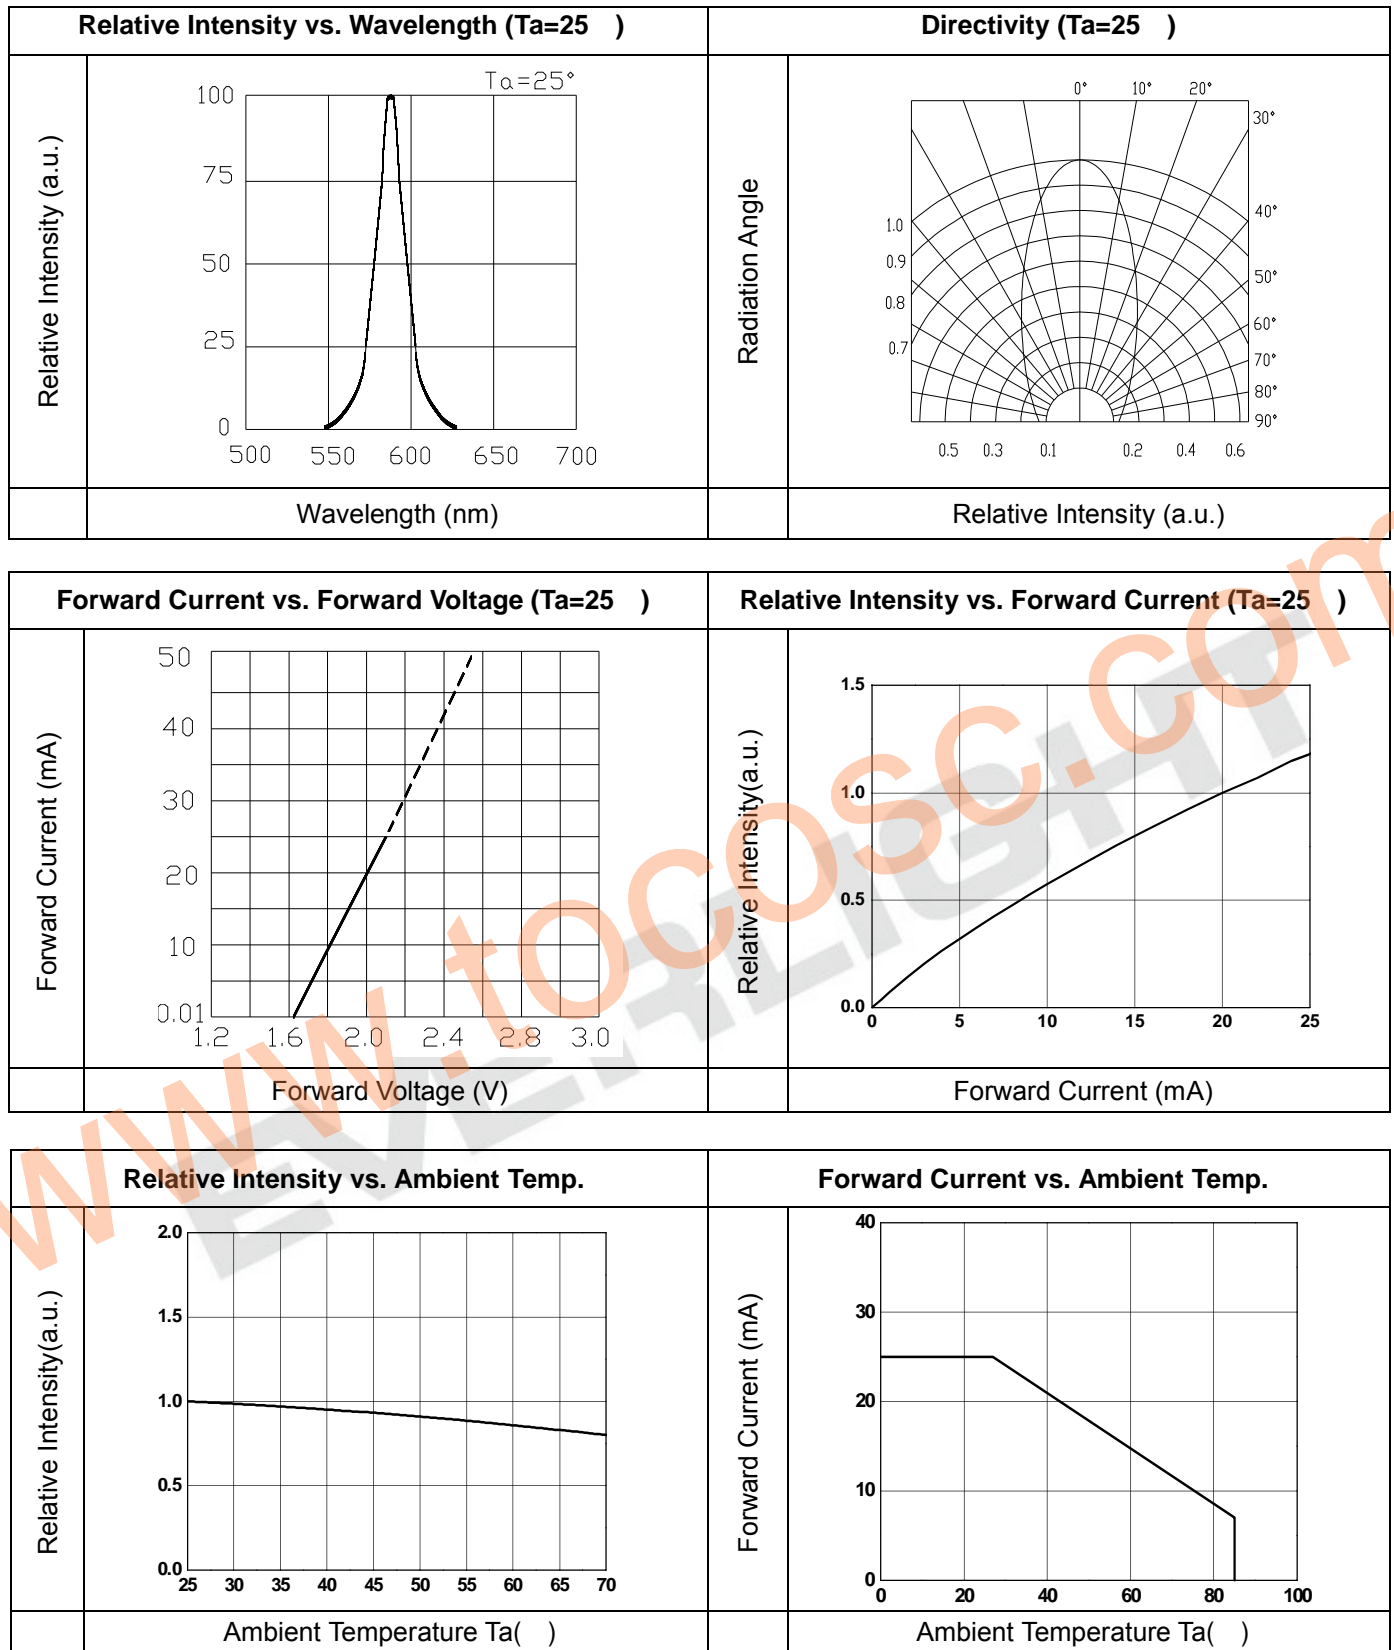 Relative Intensity vs. Wavelength (Ta=25 )
Directivity (Ta=25 )
Relative Intensity (a.u.)
Ta=25°
100
75
50
25
0
500 550 600 650 700
Wavelength (nm)
Radiation Angle
0° 10° 20°
30°
40°
50°
60°
70°
80°
90°
1.0
0.9
0.8
0.7
0.5 0.3 0.1 0.2 0.4 0.6
Relative Intensity (a.u.)
Forward Current vs. Forward Voltage (Ta=25 )
Relative Intensity vs. Forward Current (Ta=25 )
Forward Current (mA)
50
40
30
20
10
0.01
1.2 1.6 2.0 2.4 2.8 3.0
Forward Voltage (V)
Relative Intensity(a.u.)
1.5
1.0
0.5
0.0
0 5 10 15 20 25
Forward Current (mA)
Relative Intensity vs. Ambient Temp.
Forward Current vs. Ambient Temp.
Relative Intensity(a.u.)
2.0
1.5
1.0
0.5
0.0
25 30 35 40 45 50 55 60 65 70
Ambient Temperature Ta( )
Forward Current (mA)
40
30
20
10
0
0 20 40 60 80 100
Ambient Temperature Ta( )
EVERLIGHT
www.tocosc.com